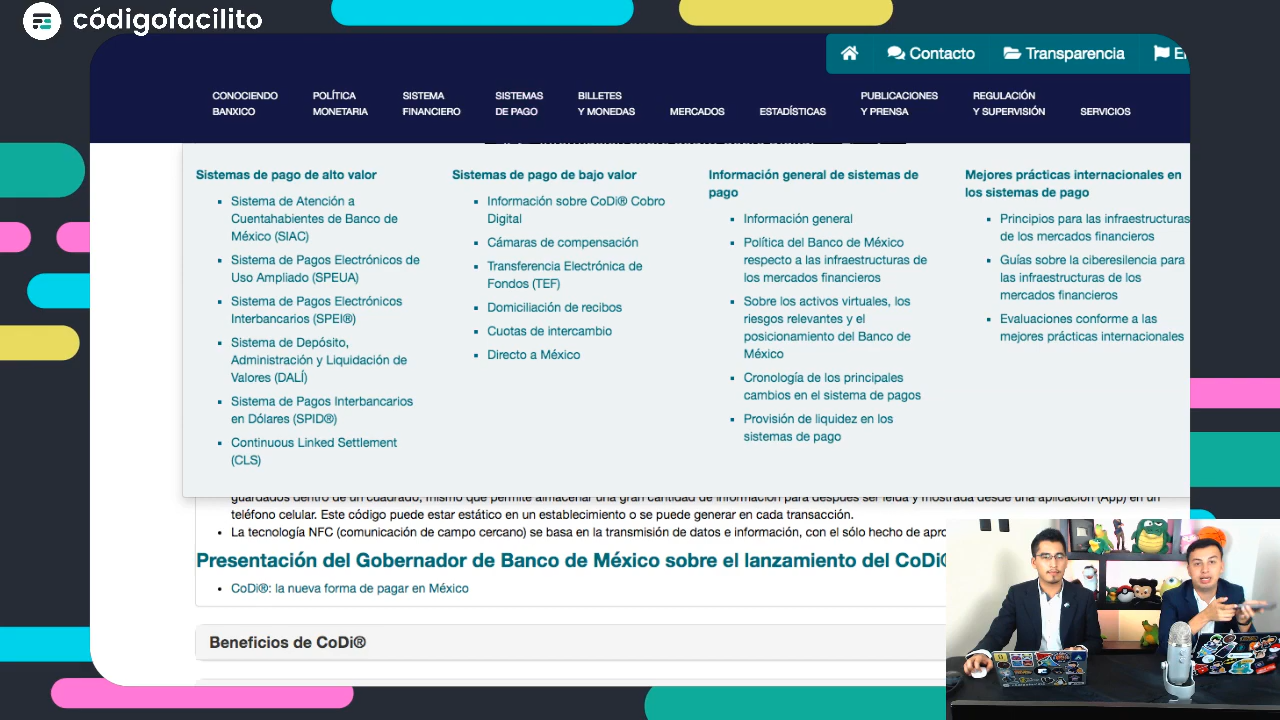 códigofacilito
Contacto
Transparencia
CONOCIENDO
BANXICO
POLÍTICA
MONETARIA
SISTEMA
FINANCIERO
SISTEMAS
DE PAGO
BILLETES
Y MONEDAS
MERCADOS
ESTADÍSTICAS
PUBLICACIONES
Y PRENSA
REGULACIÓN
Y SUPERVISIÓN
SERVICIOS
Sistemas de pago de alto valor
Sistema de Atención a
Cuentahabientes de Banco de
México (SIAC)
Sistema de Pagos Electrónicos de
Uso Ampliado (SPEUA)
Sistema de Pagos Electrónicos
Interbancarios (SPEI®)
Sistema de Depósito,
Administración y Liquidación de
Valores (DALÍ)
Sistema de Pagos Interbancarios
en Dólares (SPID®)
Continuous Linked Settlement
(CLS)
Sistemas de pago de bajo valor
Información sobre CoDi® Cobro
Digital
Cámaras de compensación
Transferencia Electrónica de
Fondos (TEF)
Domiciliación de recibos
Cuotas de intercambio
Directo a México
Información general de sistemas de
pago
Información general
Política del Banco de México
respecto a las infraestructuras de
los mercados financieros
Sobre los activos virtuales, los
riesgos relevantes y el
posicionamiento del Banco de
México
Cronología de los principales
cambios en el sistema de pagos
Provisión de liquidez en los
sistemas de pago
Mejores prácticas internacionales en
los sistemas de pago
Principios para las infraestructuras
de los mercados financieros
Guías sobre la ciberesilencia para
las infraestructuras de los
mercados financieros
Evaluaciones conforme a las
mejores prácticas internacionales
guardados dentro de un cuadrado, mismo que permite almacenar una gran cantidad de información para después ser leída y mostrada desde una aplicación (App) en un
teléfono celular. Este código puede estar estático en un establecimiento o se puede generar en cada transacción.
La tecnología NFC (comunicación de campo cercano) se basa en la transmisión de datos e información, con el sólo hecho de
Presentación del Gobernador de Banco de México sobre el lanzamiento del CoDi®
CoDi®: la nueva forma de pagar en México
Beneficios de CoDi®